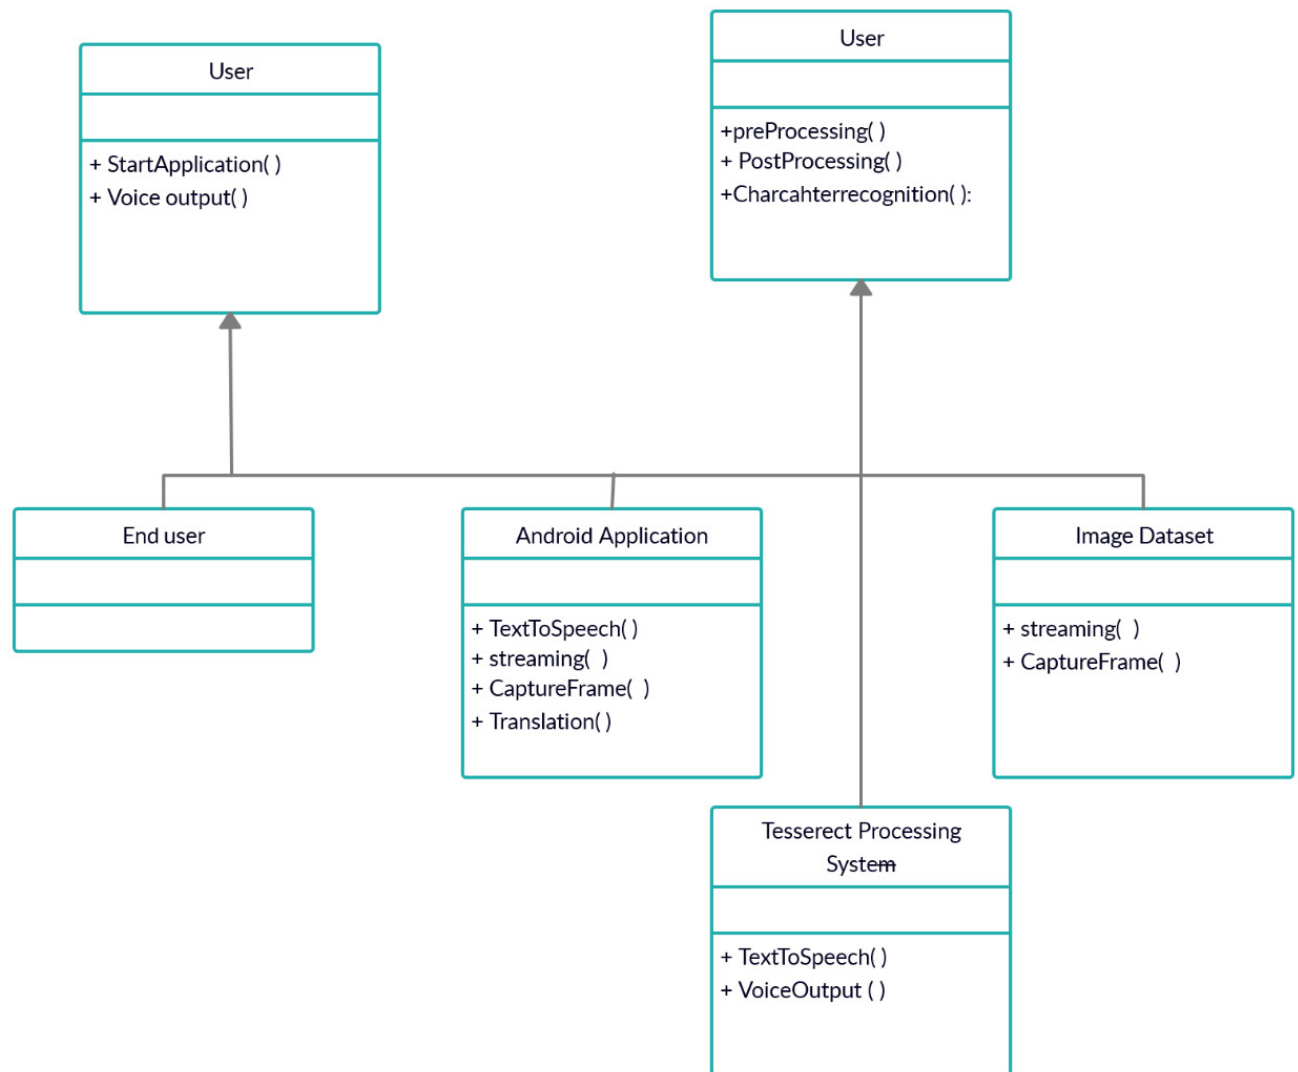 User
+ StartApplication( )
+ Voice output( )
User
+preProcessing( )
+ PostProcessing( )
+Charcahterrecognition( ):
End user
Android Application
+ TextToSpeech( )
+ streaming(  )
+ CaptureFrame(  )
+ Translation( )
Image Dataset
+ streaming(  )
+ CaptureFrame(  )
Tesserect Processing
System
+ TextToSpeech( )
+ VoiceOutput ( )